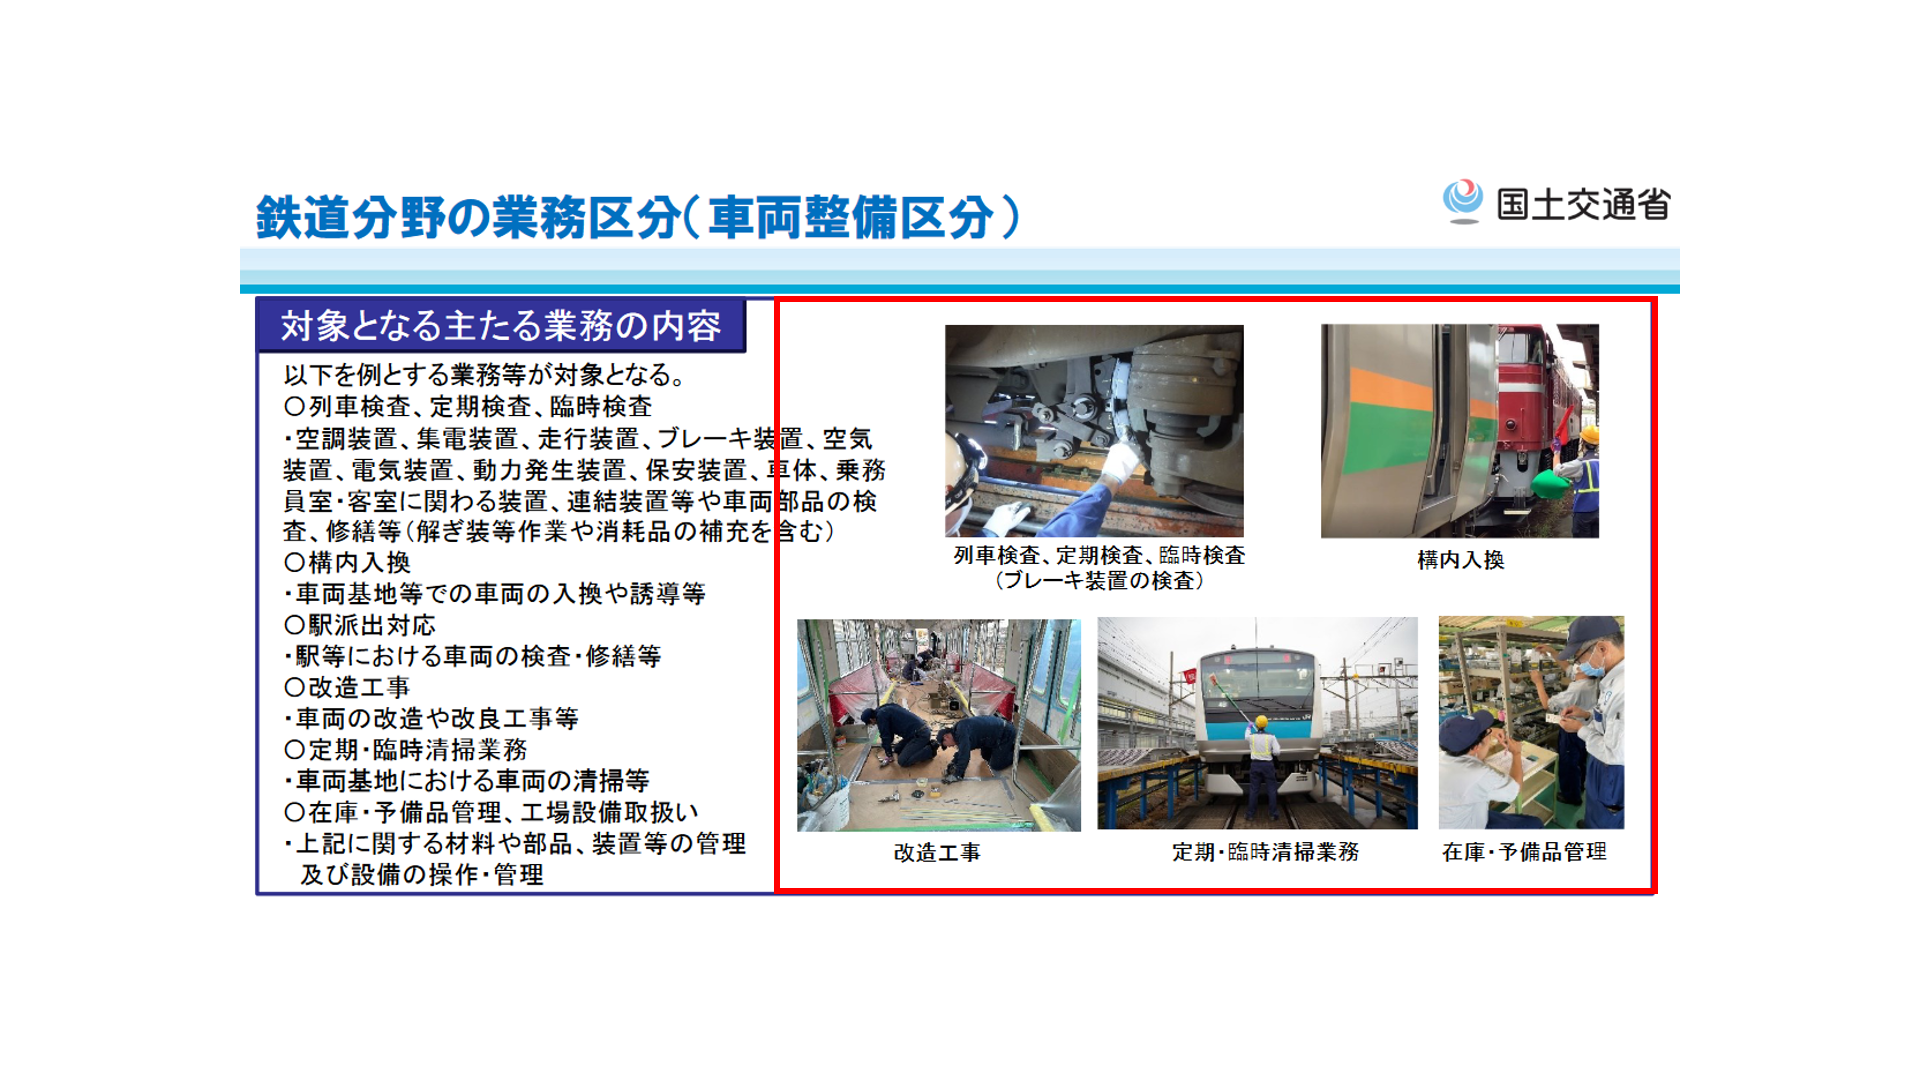 鉄道分野の業務区分(車両整備区分)
国土交通省
対象となる主たる業務の内容
以下を例とする業務等が対象となる。
〇列車検査、定期検査、臨時検査
・空調装置、集電装置、走行装置、ブレーキ装置、空気
装置、電気装置、動力発生装置、保安装置、車体、乗務
員室・客室に関わる装置、連結装置等や車両部品の検
査、修繕等(解ぎ装等作業や消耗品の補充を含む)
〇構内入換
・車両基地等での車両の入換や誘導等
〇駅派出対応
・駅等における車両の検査・修繕等
〇改造工事
・車両の改造や改良工事等
〇定期・臨時清掃業務
・車両基地における車両の清掃等
〇在庫・予備品管理、工場設備取扱い
・上記に関する材料や部品、装置等の管理
及び設備の操作・管理
列車検査、定期検査、臨時検査
(ブレーキ装置の検査)
構内入換
改造工事
定期・臨時清掃業務
在庫・予備品管理